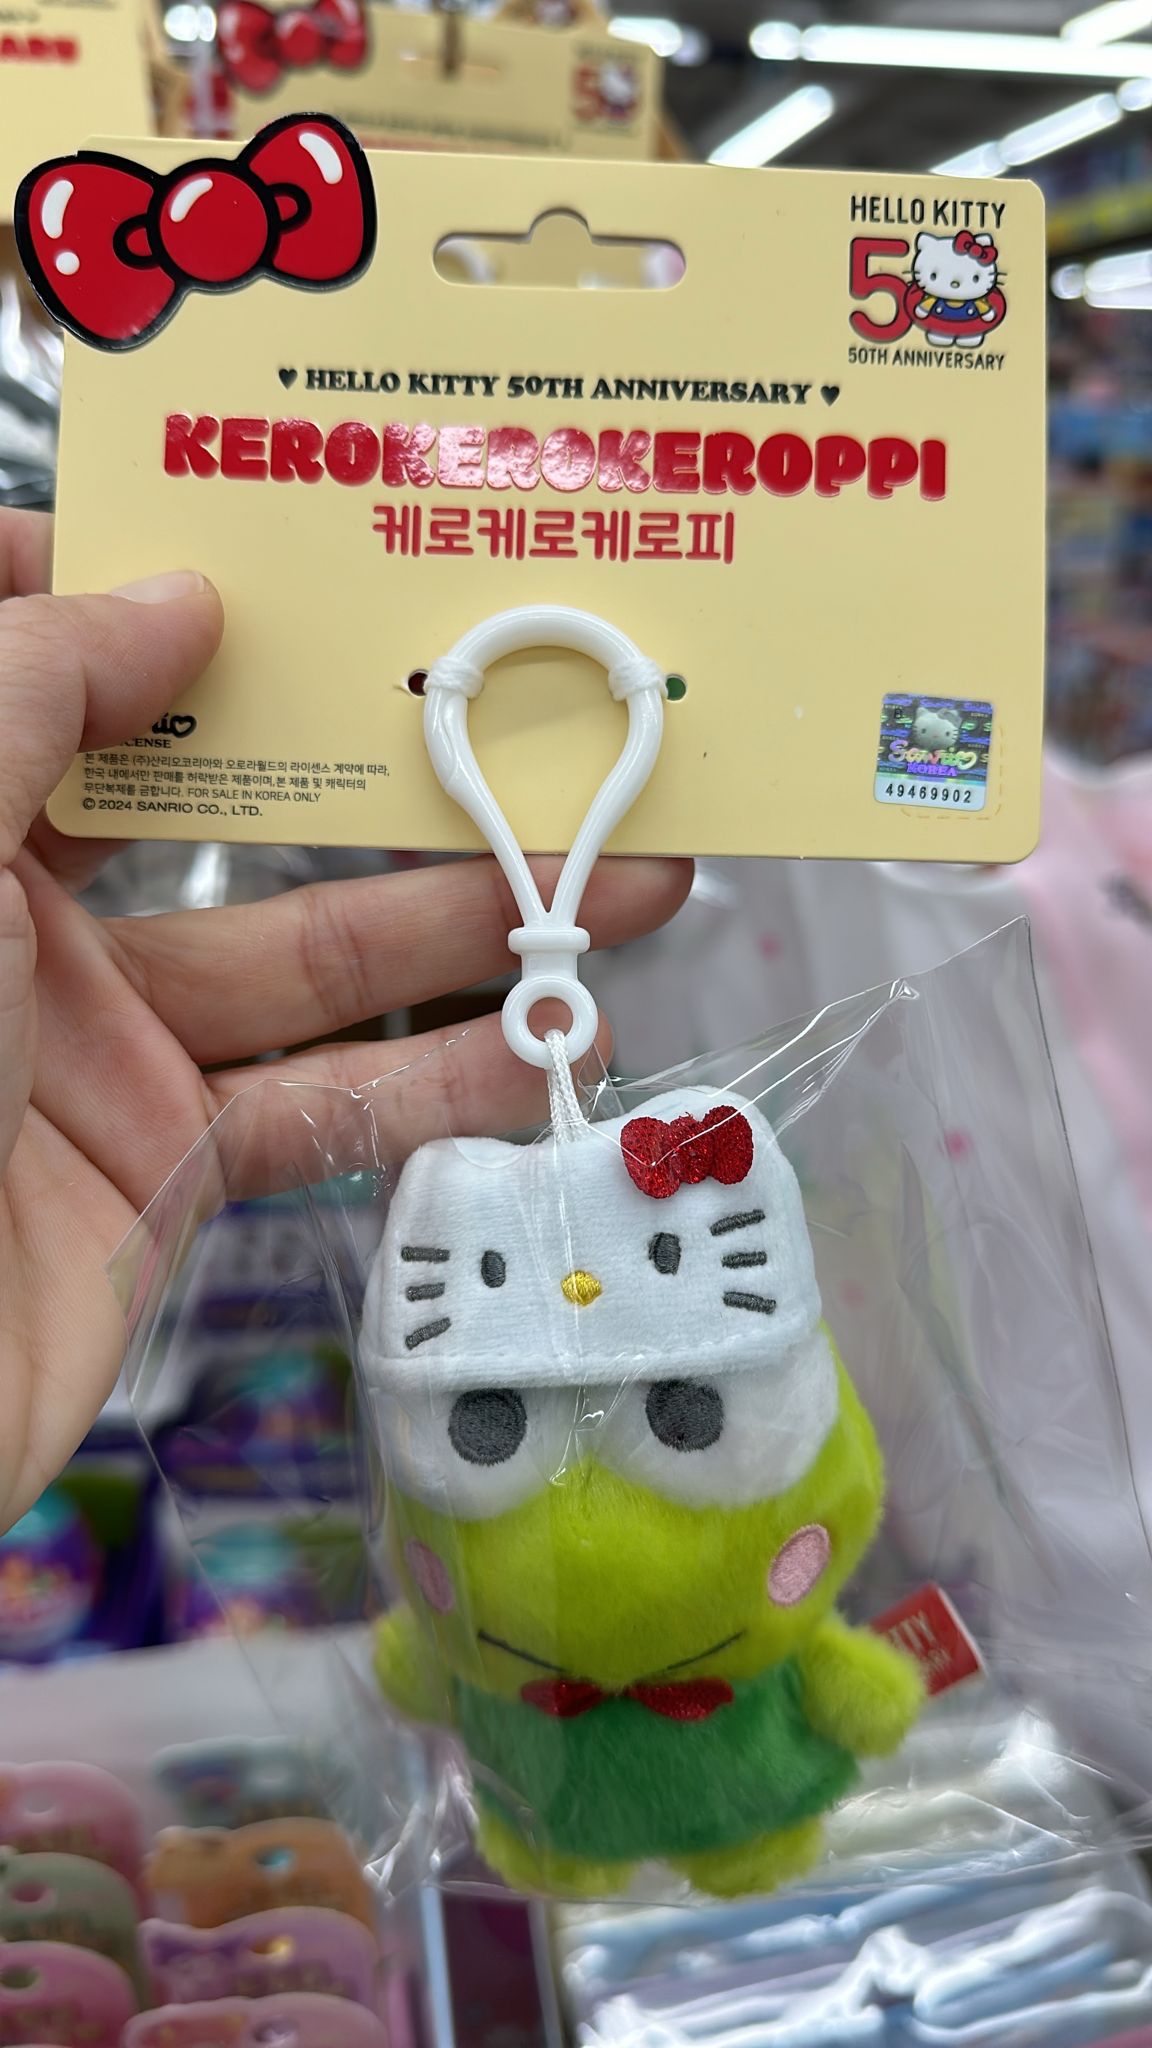 HELLO KITTY
50
50TH ANNIVERSARY
♥ HELLO KITTY 50TH ANNIVERSARY ♥
KEROKEROKEROPPI
케로케로케로피
본 제품은 (주)산리오코리아와 오로라월드의 라이센스 계약에 따라,
한국 내에서만 판매를 허락받은 제품이며,본 제품 및 캐릭터의
무단복제를 금합니다. FOR SALE IN KOREA ONLY
© 2024 SANRIO CO., LTD.
Sanrio
KOREA
49469902